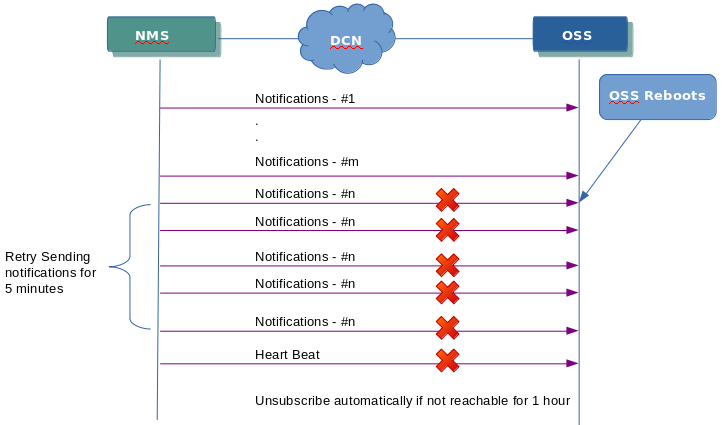 NMS
DCN
OSS
OSS Reboots
Notifications - #1
.
.
Notifications - #m
Notifications - #n
Notifications - #n
Notifications - #n
Notifications - #n
Notifications - #n
Retry Sending
notifications for
5 minutes
Heart Beat
Unsubscribe automatically if not reachable for 1 hour